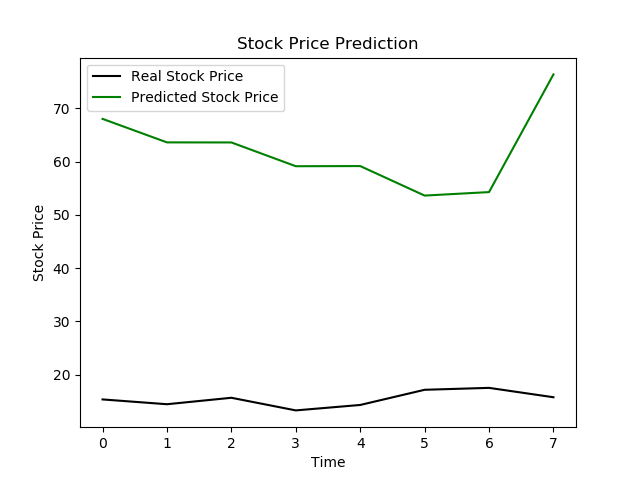 Stock Price Prediction
Real Stock Price
Predicted Stock Price
70
60
50
40
30
20
Stock Price
0 1 2 3 4 5 6 7
Time